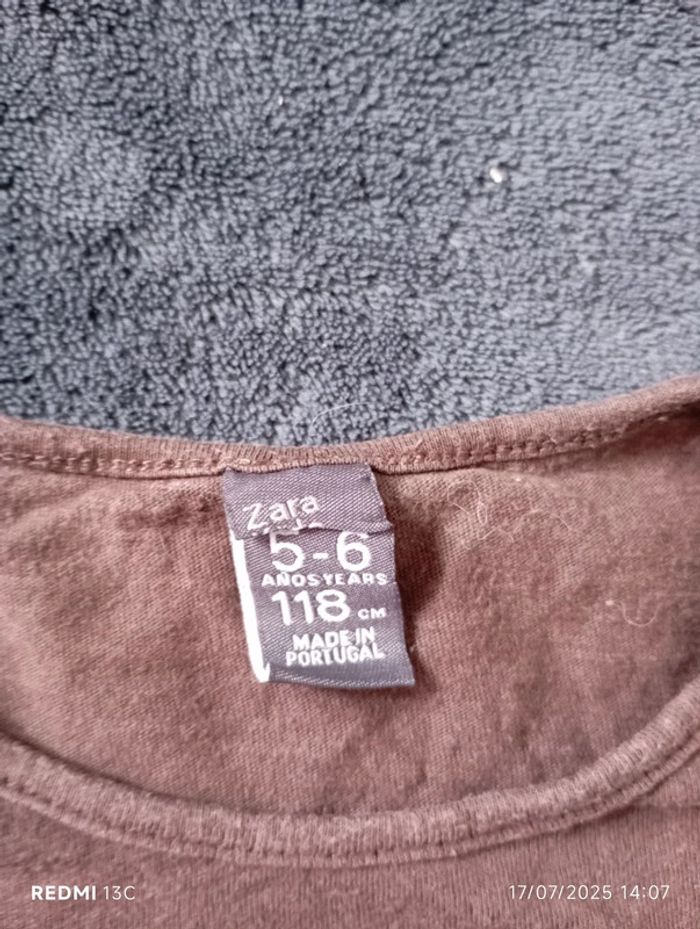 Zara
5-6
AÑOS YEARS
118 CM
MADE IN
PORTUGAL
REDMI 13C
17/07/2025 14:07